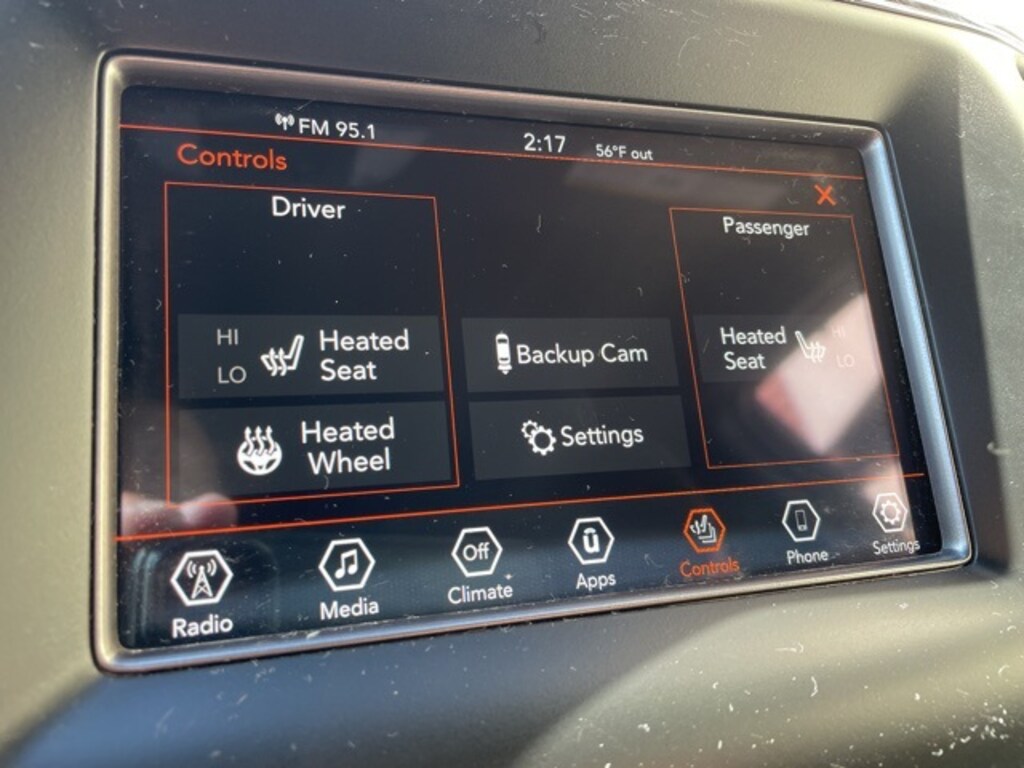 FM 95.1
2:17
56°F out
Controls
Driver
Passenger
HI
LO
Heated
Seat
Backup Cam
Heated
Seat
HI
LO
Heated
Wheel
Settings
Radio
Media
Off
Climate
Apps
Controls
Phone
Settings